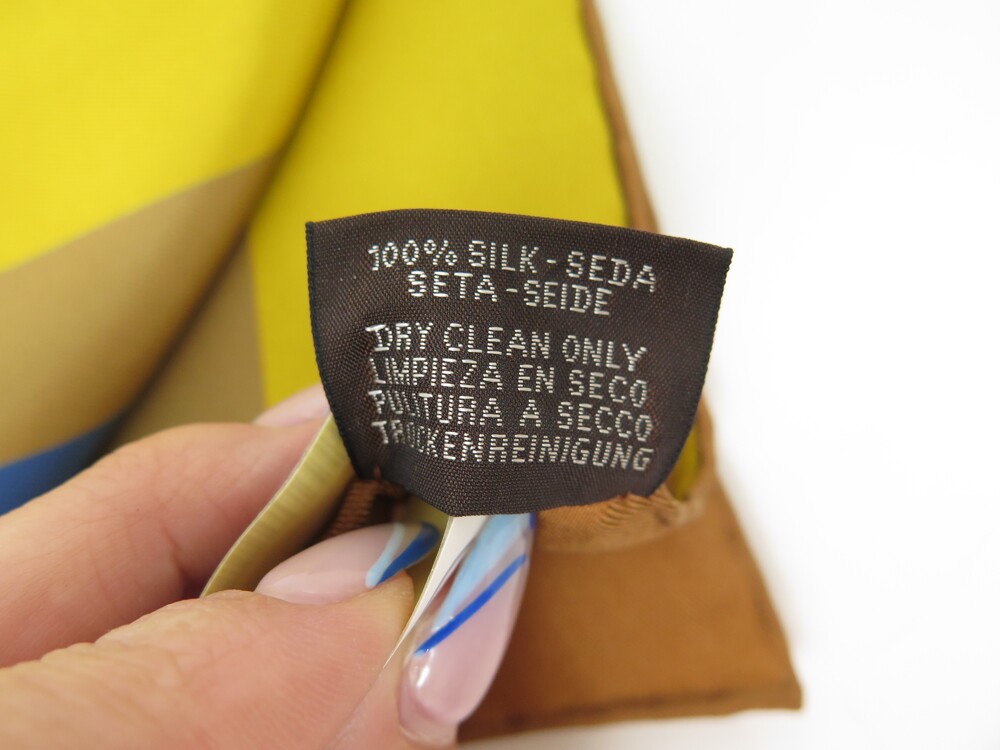 100% SILK - SEDA
SETA - SEIDE
DRY CLEAN ONLY
LIMPIEZA EN SECO
PULITURA A SECCO
TROCKENREINIGUNG